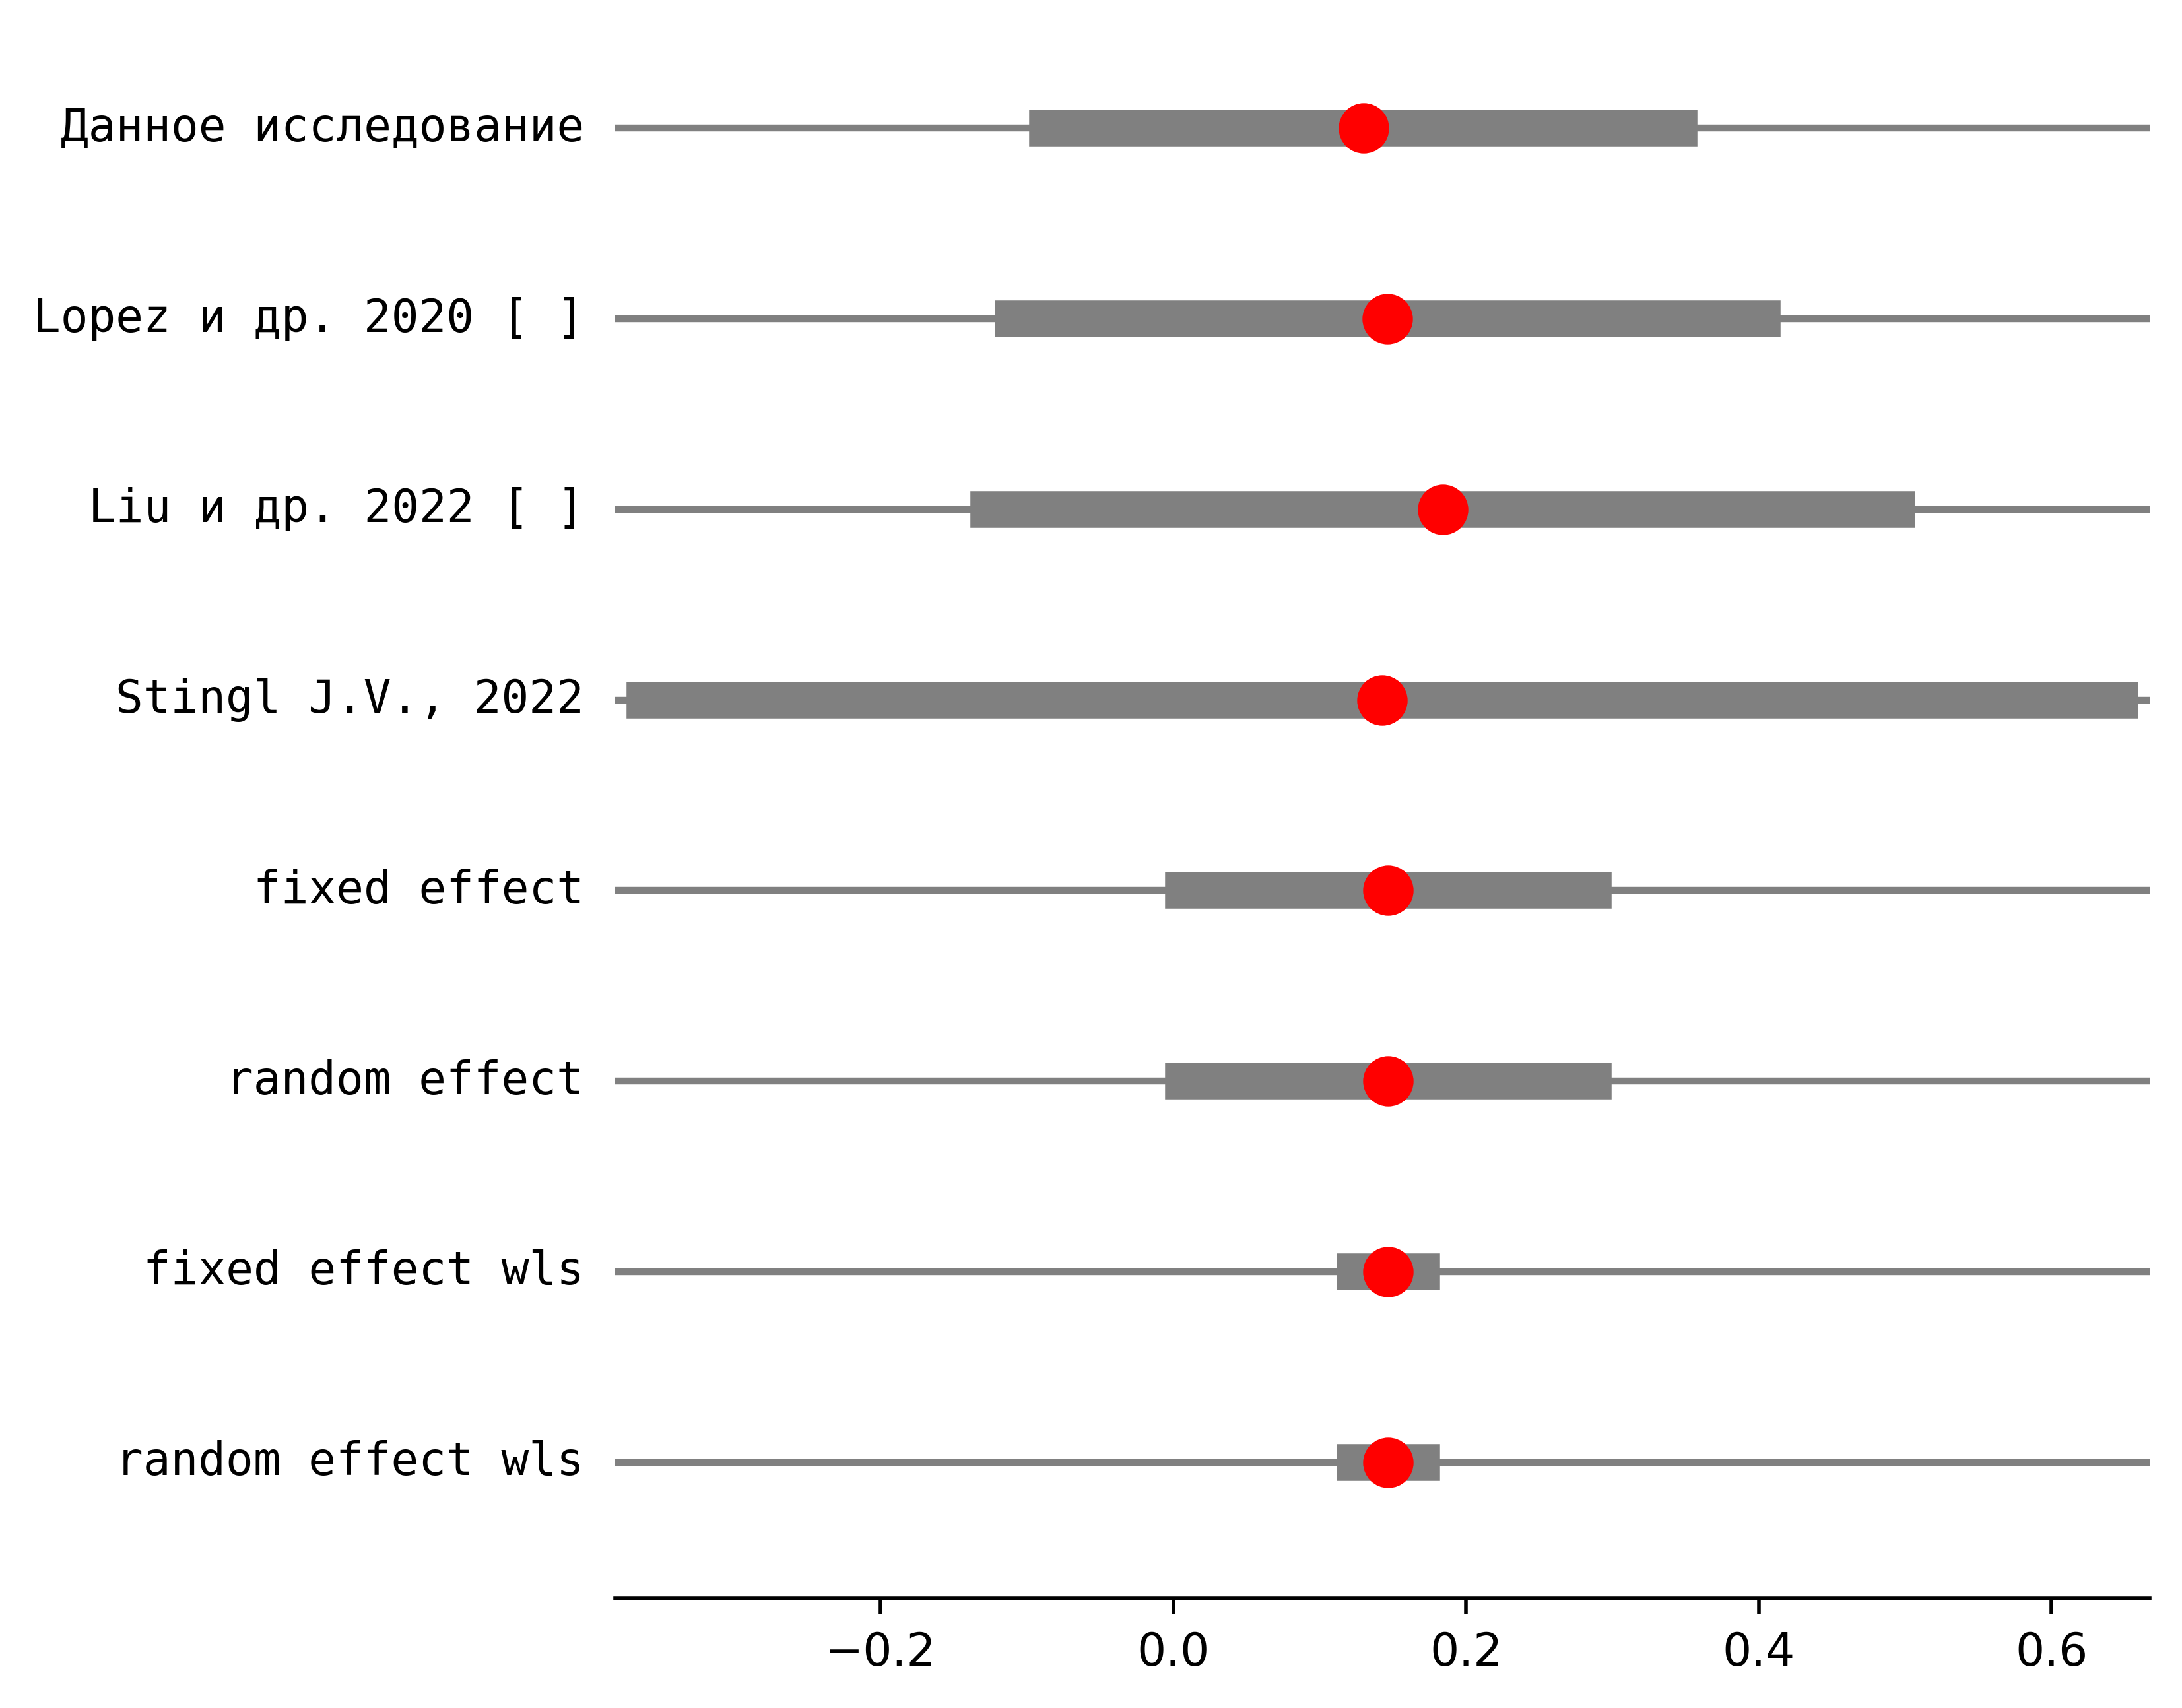 Данное исследование
Lopez и др. 2020 [ ]
Liu и др. 2022 [ ]
Stingl J.V., 2022
fixed effect
random effect
fixed effect wls
random effect wls
−0.2 0.0 0.2 0.4 0.6